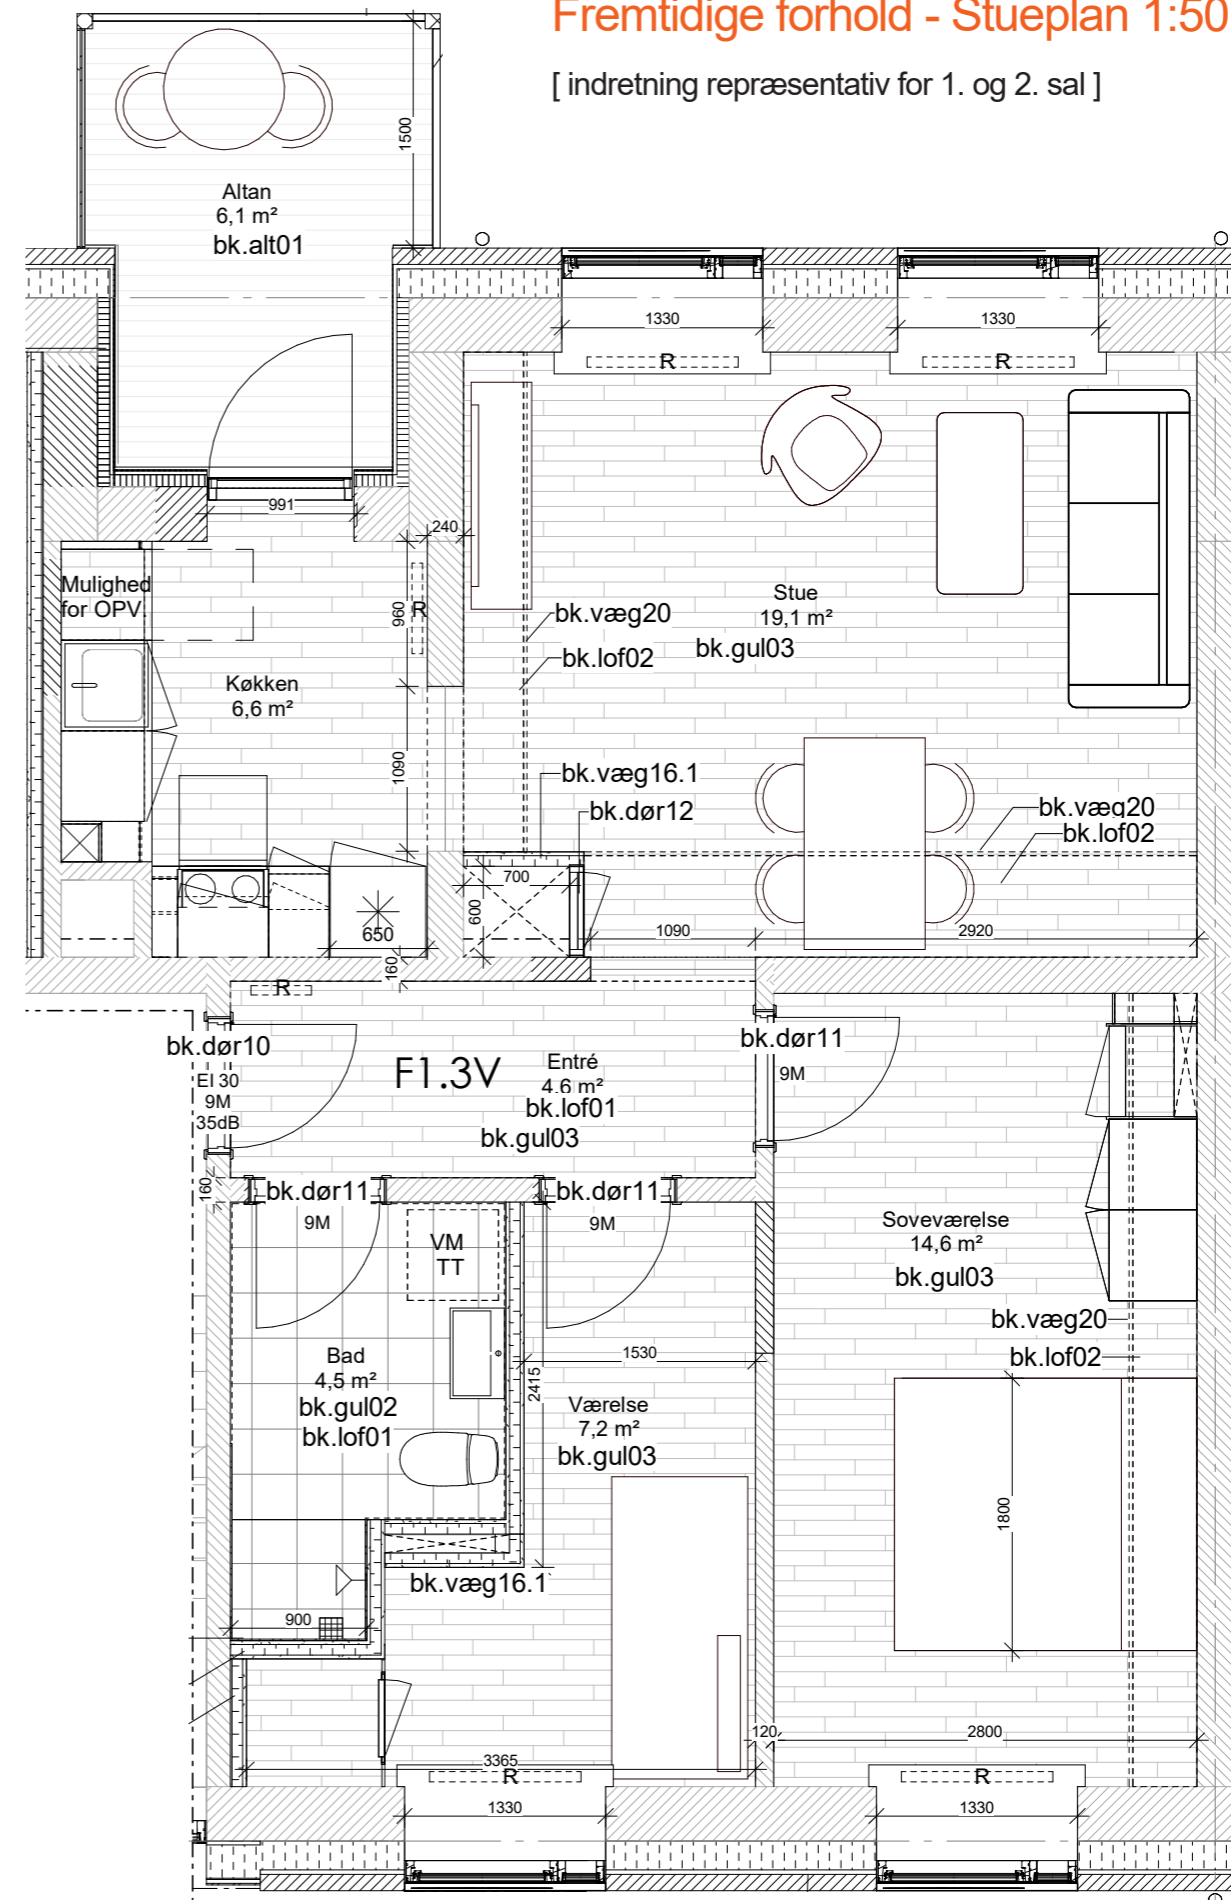 Fremtidige forhold - Stueplan 1:50
[ indretning repræsentativ for 1. og 2. sal ]
1500
Altan
6,1 m²
bk.alt01
1330
1330
R
R
991
240
Mulighed
for OPV.
960
R
Stue
19,1 m²
bk.væg20
bk.gul03
bk.lof02
Køkken
6,6 m²
1090
bk.væg16.1
bk.dør12
bk.væg20
bk.lof02
700
600
650
1090
2920
160
R
bk.dør10
EI 30
9M
35dB
F1.3V
Entré
4,6 m²
bk.lof01
bk.gul03
bk.dør11
9M
160
bk.dør11
9M
bk.dør11
9M
VM
TT
Soveværelse
14,6 m²
bk.gul03
bk.væg20
bk.lof02
Bad
4,5 m²
bk.gul02
bk.lof01
1530
2415
Værelse
7,2 m²
bk.gul03
1800
bk.væg16.1
900
120
2800
3365
R
R
1330
1330